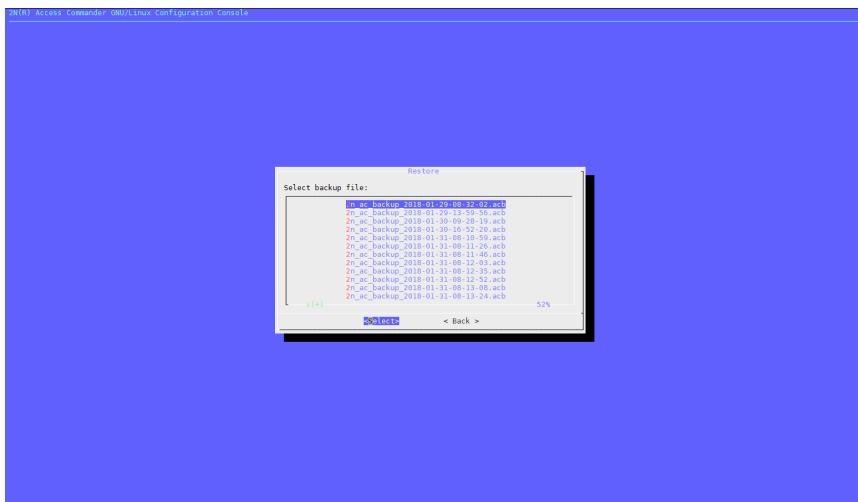 2N(R) Access Commander GNU/Linux Configuration Console
Restore
Select backup file:
2n_ac_backup_2018-01-29-08-32-02.acb
2n_ac_backup_2018-01-29-13-59-56.acb
2n_ac_backup_2018-01-30-09-28-19.acb
2n_ac_backup_2018-01-30-16-52-20.acb
2n_ac_backup_2018-01-31-08-10-59.acb
2n_ac_backup_2018-01-31-08-11-26.acb
2n_ac_backup_2018-01-31-08-11-46.acb
2n_ac_backup_2018-01-31-08-12-03.acb
2n_ac_backup_2018-01-31-08-12-35.acb
2n_ac_backup_2018-01-31-08-12-52.acb
2n_ac_backup_2018-01-31-08-13-08.acb
2n_ac_backup_2018-01-31-08-13-24.acb
↓(+) 52%
<Select> < Back >